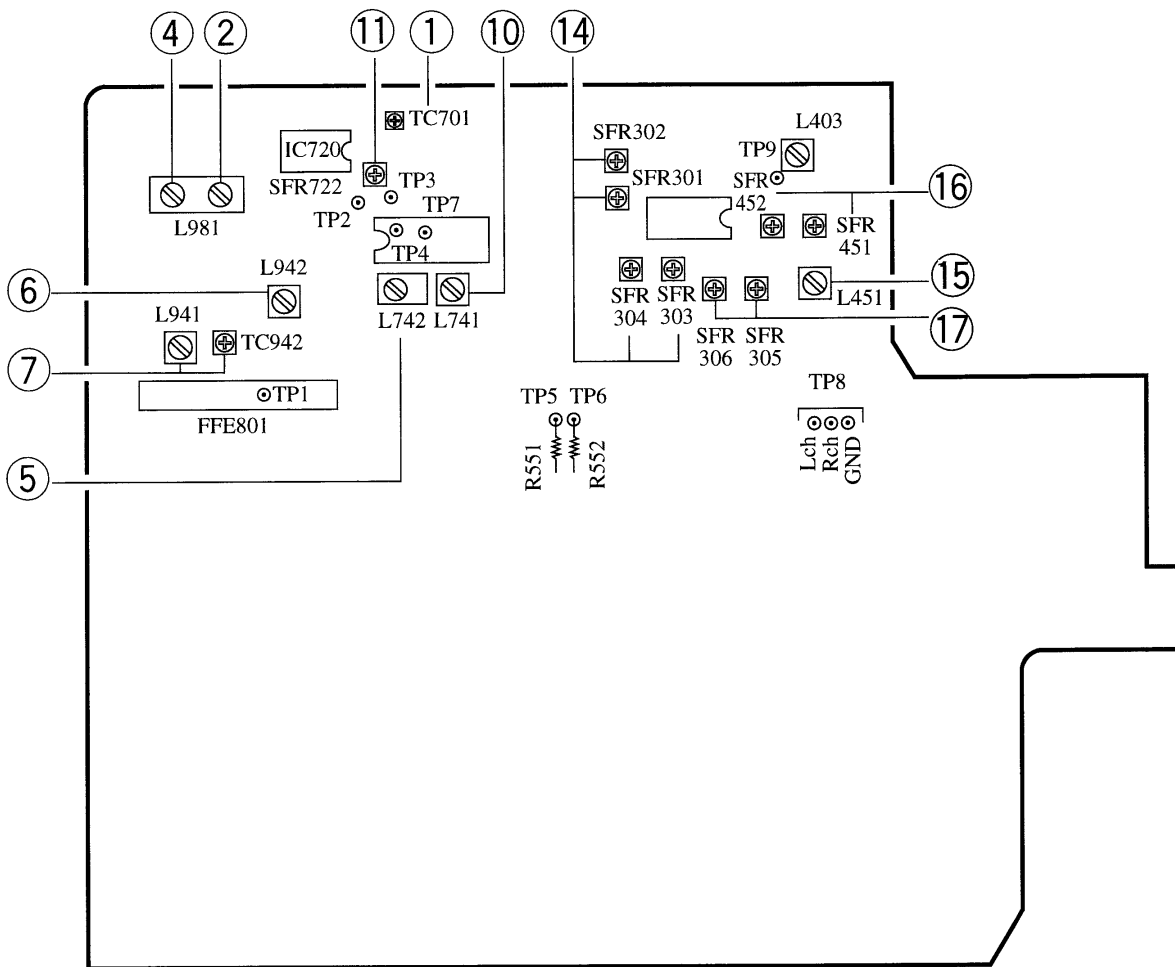 ④ ② ⑪ ① ⑩ ⑭
TC701
L403
SFR302
IC720
TP9
SFR722
TP3
SFR301
SFR
452
⑯
TP2
TP7
L981
SFR
451
TP4
L942
⑥
⑮
L941
L742 L741
SFR
304
SFR
303
L451
TC942
SFR
306
SFR
305
⑰
⑦
TP1
TP5 TP6
TP8
FFE801
Lch
Rch
GND
R551
R552
⑤